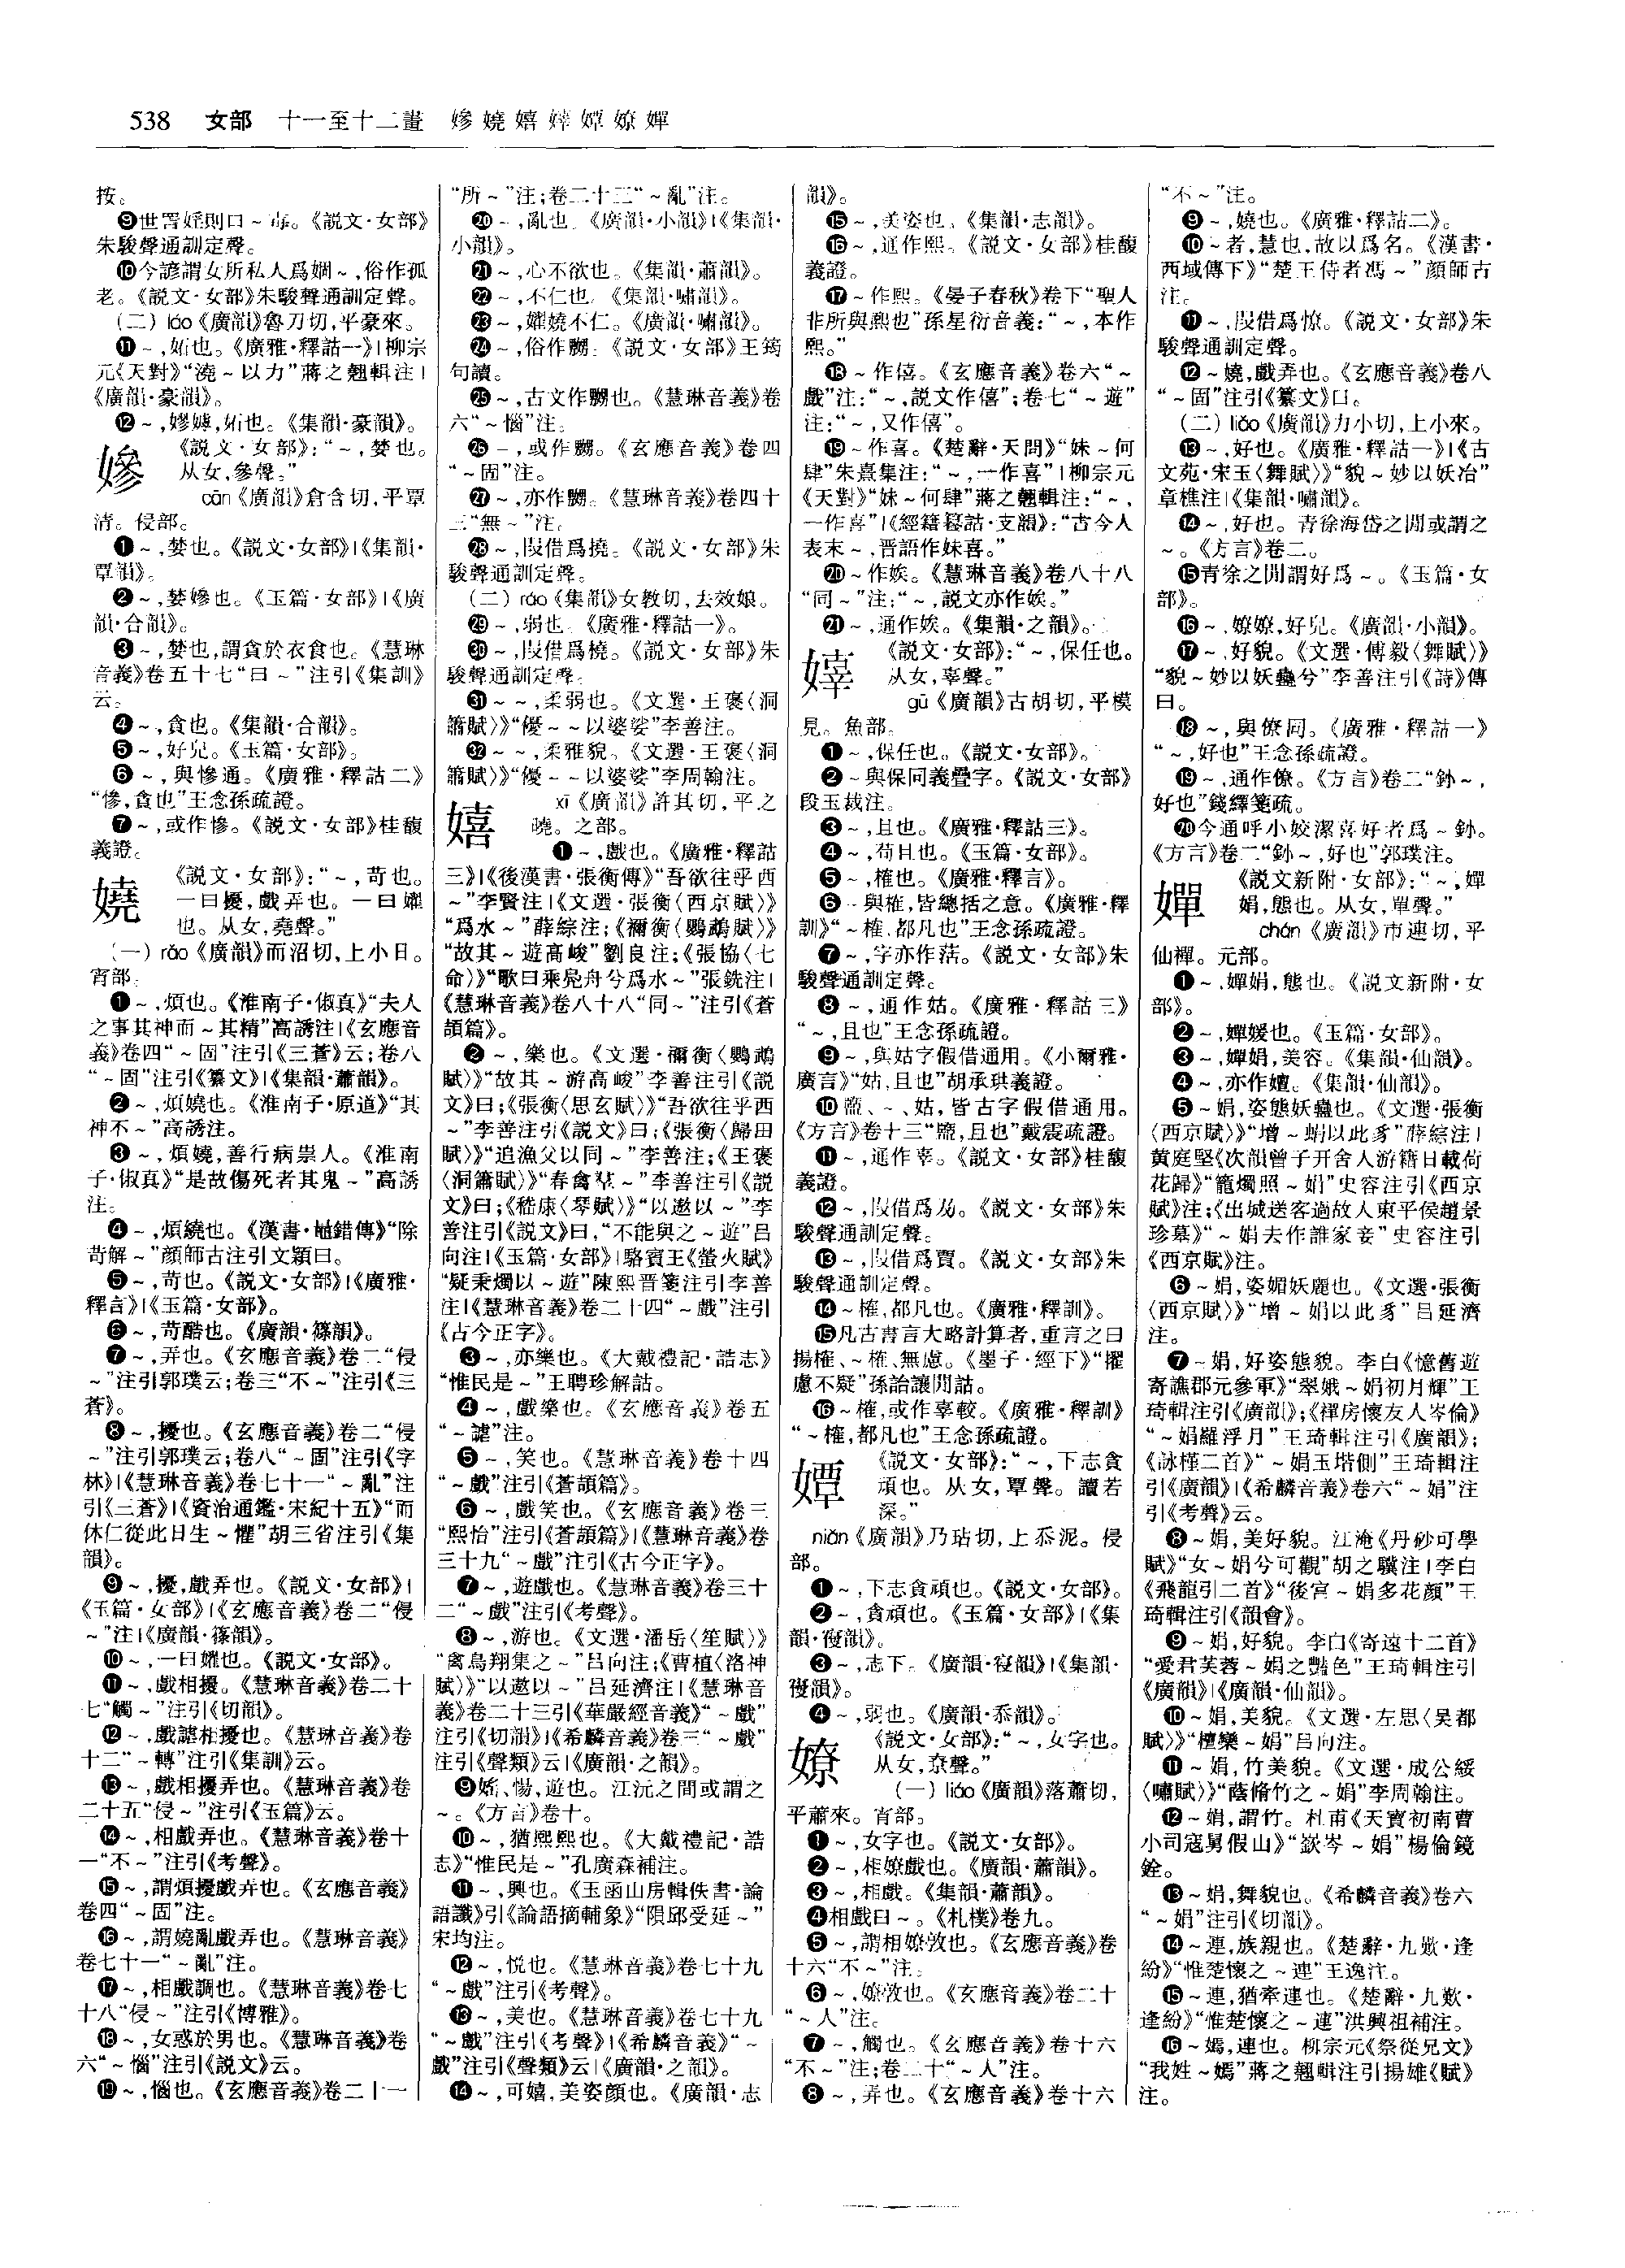 538 女部 十一至十二畫 嫪嬈嬉嫴嬋嫽嬋
按。
❾世罟婬則曰~毐。《説文·女部》
朱駿聲通訓定聲。
❿今諺謂女所私人爲婟~,俗作孤
老。《説文·女部》朱駿聲通訓定聲。
(二) láo《廣韻》魯刀切,平豪來。
⓫~,妬也。《廣雅·釋詁一》|柳宗
元《天對》“澆~以力”蔣之翹輯注|
《廣韻·豪韻》。
⓬~,嫪嫭,妬也。《集韻·豪韻》。
嫪
《説文·女部》:“~,婪也。
从女,參聲。”
cān《廣韻》倉含切,平覃
清。侵部。
❶~,婪也。《説文·女部》|《集韻·
覃韻》。
❷~,婪嫪也。《玉篇·女部》|《廣
韻·合韻》。
❸~,婪也,謂貪於衣食也。《慧琳
音義》卷五十七“曰~”注引《集訓》
云。
❹~,貪也。《集韻·合韻》。
❺~,好皃。《玉篇·女部》。
❻~,與慘通。《廣雅·釋詁二》
“慘,貪也”王念孫疏證。
❼~,或作慘。《説文·女部》桂馥
義證。
嬈
《説文·女部》:“~,苛也。
一曰擾,戲弄也。一曰嬥
也。从女,堯聲。”
(一) rǎo《廣韻》而沼切,上小日。
宵部。
❶~,煩也。《淮南子·俶真》“夫人
之事其神而~其精”高誘注|《玄應音
義》卷四“~固”注引《三蒼》云;卷八
“~固”注引《纂文》|《集韻·蕭韻》。
❷~,煩嬈也。《淮南子·原道》“其
神不~”高誘注。
❸~,煩嬈,善行病祟人。《淮南
子·俶真》“是故傷死者其鬼~”高誘
注。
❹~,煩繞也。《漢書·鼂錯傳》“除
苛解~”顔師古注引文穎曰。
❺~,苛也。《説文·女部》|《廣雅·
釋言》|《玉篇·女部》。
❻~,苛酷也。《廣韻·篠韻》。
❼~,弄也。《玄應音義》卷二“侵
~”注引郭璞云;卷三“不~”注引《三
蒼》。
❽~,擾也。《玄應音義》卷二“侵
~”注引郭璞云;卷八“~固”注引《字
林》|《慧琳音義》卷七十一“~亂”注
引《三蒼》|《資治通鑑·宋紀十五》“而
休仁從此日生~懼”胡三省注引《集
韻》。
❾~,擾,戲弄也。《説文·女部》|
《玉篇·女部》|《玄應音義》卷二“侵
~”注|《廣韻·篠韻》。
❿~,一曰嬥也。《説文·女部》。
⓫~,戲相擾。《慧琳音義》卷二十
七“觸~”注引《切韻》。
⓬~,戲謔相擾也。《慧琳音義》卷
十二“~轉”注引《集訓》云。
⓭~,戲相擾弄也。《慧琳音義》卷
二十五“侵~”注引《玉篇》云。
⓮~,相戲弄也。《慧琳音義》卷十
一“不~”注引《考聲》。
⓯~,謂煩擾戲弄也。《玄應音義》
卷四“~固”注。
⓰~,謂嬈亂戲弄也。《慧琳音義》
卷七十一“~亂”注。
⓱~,相戲調也。《慧琳音義》卷七
十八“侵~”注引《博雅》。
⓲~,女惑於男也。《慧琳音義》卷
六“~惱”注引《説文》云。
⓳~,惱也。《玄應音義》卷二十一
“所~”注;卷二十三“~亂”注。
⓴~,亂也。《廣韻·小韻》|《集韻·
小韻》。
㉑~,心不欲也。《集韻·蕭韻》。
㉒~,不仁也。《集韻·嘯韻》。
㉓~,嬥嬈不仁。《廣韻·嘯韻》。
㉔~,俗作嬲。《説文·女部》王筠
句讀。
㉕~,古文作嬲也。《慧琳音義》卷
六“~惱”注。
㉖~,或作嬲。《玄應音義》卷四
“~固”注。
㉗~,亦作嬲。《慧琳音義》卷四十
三“無~”注。
㉘~,叚借爲撓。《説文·女部》朱
駿聲通訓定聲。
(二) rào《集韻》女教切,去效娘。
㉙~,弱也。《廣雅·釋詁一》。
㉚~,叚借爲橈。《説文·女部》朱
駿聲通訓定聲。
㉛~~,柔弱也。《文選·王褒〈洞
簫賦〉》“優~~以婆娑”李善注。
㉜~~,柔雅貌。《文選·王褒〈洞
簫賦〉》“優~~以婆娑”李周翰注。
嬉
xī《廣韻》許其切,平之
曉。之部。
❶~,戲也。《廣雅·釋詁
三》|《後漢書·張衡傳》“吾欲往乎西
~”李賢注|《文選·張衡〈西京賦〉》
“爲水~”薛綜注;《禰衡〈鸚鵡賦〉》
“故其~遊高峻”劉良注;《張協〈七
命〉》“歌曰乘鳧舟兮爲水~”張銑注|
《慧琳音義》卷八十八“同~”注引《蒼
頡篇》。
❷~,樂也。《文選·禰衡〈鸚鵡
賦〉》“故其~游高峻”李善注引《説
文》曰;《張衡〈思玄賦〉》“吾欲往乎西
~”李善注引《説文》曰;《張衡〈歸田
賦〉》“追漁父以同~”李善注;《王褒
〈洞簫賦〉》“春禽羣~”李善注引《説
文》曰;《嵇康〈琴賦〉》“以遨以~”李
善注引《説文》曰,“不能與之~遊”吕
向注|《玉篇·女部》|駱賓王《螢火賦》
“疑秉燭以~遊”陳熙晋箋注引李善
注|《慧琳音義》卷二十四“~戲”注引
《古今正字》。
❸~,亦樂也。《大戴禮記·誥志》
“惟民是~”王聘珍解詁。
❹~,戲樂也。《玄應音義》卷五
“~謔”注。
❺~,笑也。《慧琳音義》卷十四
“~戲”注引《蒼頡篇》。
❻~,戲笑也。《玄應音義》卷三
“熙怡”注引《蒼頡篇》|《慧琳音義》卷
三十九“~戲”注引《古今正字》。
❼~,遊戲也。《慧琳音義》卷三十
二“~戲”注引《考聲》。
❽~,游也。《文選·潘岳〈笙賦〉》
“禽鳥翔集之~”吕向注;《曹植〈洛神
賦〉》“以遨以~”吕延濟注|《慧琳音
義》卷二十三引《華嚴經音義》“~戲”
注引《切韻》|《希麟音義》卷三“~戲”
注引《聲類》云|《廣韻·之韻》。
❾婸、愓,遊也。江沅之間或謂之
~。《方言》卷十。
❿~,猶熙熙也。《大戴禮記·誥
志》“惟民是~”孔廣森補注。
⓫~,興也。《玉函山房輯佚書·論
語讖》引《論語摘輔象》“隕邱受延~”
宋均注。
⓬~,悦也。《慧琳音義》卷七十九
“~戲”注引《考聲》。
⓭~,美也。《慧琳音義》卷七十九
“~戲”注引《考聲》|《希麟音義》“~
戲”注引《聲類》云|《廣韻·之韻》。
⓮~,可嬉,美姿顔也。《廣韻·志
韻》。
⓯~,美姿也。《集韻·志韻》。
⓰~,通作熙。《説文·女部》桂馥
義證。
⓱~作熙。《晏子春秋》卷下“聖人
非所與熙也”孫星衍音義:“~,本作
熙。”
⓲~作僖。《玄應音義》卷六“~
戲”注:“~,説文作僖”;卷七“~遊”
注:“~,又作僖”。
⓳~作喜。《楚辭·天問》“妹~何
肆”朱熹集注:“~,一作喜”|柳宗元
《天對》“妹~何肆”蔣之翹輯注:“~,
一作喜”|《經籍籑詁·支韻》:“古今人
表末~,晋語作妹喜。”
⓴~作娭。《慧琳音義》卷八十八
“同~”注:“~,説文亦作娭。”
㉑~,通作娭。《集韻·之韻》。
嫴
《説文·女部》:“~,保任也。
从女,辜聲。”
gū《廣韻》古胡切,平模
見。魚部。
❶~,保任也。《説文·女部》。
❷~與保同義疊字。《説文·女部》
段玉裁注。
❸~,且也。《廣雅·釋詁三》。
❹~,苟且也。《玉篇·女部》。
❺~,榷也。《廣雅·釋言》。
❻~與榷,皆總括之意。《廣雅·釋
訓》“~榷,都凡也”王念孫疏證。
❼~,字亦作𦵠。《説文·女部》朱
駿聲通訓定聲。
❽~,通作姑。《廣雅·釋詁三》
“~,且也”王念孫疏證。
❾~,與姑字假借通用。《小爾雅·
廣言》“姑,且也”胡承珙義證。
❿盬、~、姑,皆古字假借通用。
《方言》卷十三“盬,且也”戴震疏證。
⓫~,通作辜。《説文·女部》桂馥
義證。
⓬~,叚借爲夃。《説文·女部》朱
駿聲通訓定聲。
⓭~,叚借爲賈。《説文·女部》朱
駿聲通訓定聲。
⓮~榷,都凡也。《廣雅·釋訓》。
⓯凡古書言大略計算者,重言之曰
揚榷、~榷、無慮。《墨子·經下》“擢
慮不疑”孫詒讓閒詁。
⓰~榷,或作辜較。《廣雅·釋訓》
“~榷,都凡也”王念孫疏證。
嬋
《説文·女部》:“~,下志貪
頑也。从女,覃聲。讀若
深。”
niǎn《廣韻》乃玷切,上忝泥。侵
部。
❶~,下志貪頑也。《説文·女部》。
❷~,貪頑也。《玉篇·女部》|《集
韻·𡪢韻》。
❸~,志下。《廣韻·寑韻》|《集韻·
𡪢韻》。
❹~,弱也。《廣韻·忝韻》。
嫽
《説文·女部》:“~,女字也。
从女,尞聲。”
(一) liáo《廣韻》落蕭切,
平蕭來。宵部。
❶~,女字也。《説文·女部》。
❷~,相嫽戲也。《廣韻·蕭韻》。
❸~,相戲。《集韻·蕭韻》。
❹相戲曰~。《札樸》卷九。
❺~,謂相嫽敦也。《玄應音義》卷
十六“不~”注。
❻~,嫽敦也。《玄應音義》卷二十
“~人”注。
❼~,觸也。《玄應音義》卷十六
“不~”注;卷二十“~人”注。
❽~,弄也。《玄應音義》卷十六
“不~”注。
❾~,嬈也。《廣雅·釋詁二》。
❿~者,慧也,故以爲名。《漢書·
西域傳下》“楚王侍者馮~”顔師古
注。
⓫~,叚借爲憭。《説文·女部》朱
駿聲通訓定聲。
⓬~嬈,戲弄也。《玄應音義》卷八
“~固”注引《纂文》曰。
(二) liǎo《廣韻》力小切,上小來。
⓭~,好也。《廣雅·釋詁一》|《古
文苑·宋玉〈舞賦〉》“貌~妙以妖冶”
章樵注|《集韻·嘯韻》。
⓮~,好也。青徐海岱之間或謂之
~。《方言》卷二。
⓯青徐之間謂好爲~。《玉篇·女
部》。
⓰~,嫽嫽,好皃。《廣韻·小韻》。
⓱~,好貌。《文選·傅毅〈舞賦〉》
“貌~妙以妖蠱兮”李善注引《詩》傳
曰。
⓲~,與僚同。《廣雅·釋詁一》
“~,好也”王念孫疏證。
⓳~,通作僚。《方言》卷二“釥~,
好也”錢繹箋疏。
⓴今通呼小姣潔喜好者爲~釥。
《方言》卷二“釥~,好也”郭璞注。
嬋
《説文新附·女部》:“~,嬋
娟,態也。从女,單聲。”
chán《廣韻》市連切,平
仙禪。元部。
❶~,嬋娟,態也。《説文新附·女
部》。
❷~,嬋媛也。《玉篇·女部》。
❸~,嬋娟,美容。《集韻·仙韻》。
❹~,亦作嬗。《集韻·仙韻》。
❺~娟,姿態妖蠱也。《文選·張衡
〈西京賦〉》“增~蜎以此豸”薛綜注|
黄庭堅《次韻曾子开舍人游籍田載荷
花歸》“籠燭照~娟”史容注引《西京
賦》注;《出城送客過故人東平侯趙景
珍墓》“~娟去作誰家妾”史容注引
《西京賦》注。
❻~娟,姿媚妖麗也。《文選·張衡
〈西京賦〉》“增~娟以此豸”吕延濟
注。
❼~娟,好姿態貌。李白《憶舊遊
寄譙郡元參軍》“翠娥~娟初月輝”王
琦輯注引《廣韻》;《禪房懷友人岑倫》
“~娟羅浮月”王琦輯注引《廣韻》;
《詠槿二首》“~娟玉堦側”王琦輯注
引《廣韻》|《希麟音義》卷六“~娟”注
引《考聲》云。
❽~娟,美好貌。江淹《丹砂可學
賦》“女~娟兮可觀”胡之驥注|李白
《飛龍引二首》“後宫~娟多花顔”王
琦輯注引《韻會》。
❾~娟,好貌。李白《寄遠十二首》
“愛君芙蓉~娟之豔色”王琦輯注引
《廣韻》|《廣韻·仙韻》。
❿~娟,美貌。《文選·左思〈吴都
賦〉》“檀欒~娟”吕向注。
⓫~娟,竹美貌。《文選·成公綏
〈嘯賦〉》“蔭脩竹之~娟”李周翰注。
⓬~娟,謂竹。杜甫《天寶初南曹
小司寇舅假山》“嶔岑~娟”楊倫鏡
銓。
⓭~娟,舞貌也。《希麟音義》卷六
“~娟”注引《切韻》。
⓮~連,族親也。《楚辭·九歎·逢
紛》“惟楚懷之~連”王逸注。
⓯~連,猶牽連也。《楚辭·九歎·
逢紛》“惟楚懷之~連”洪興祖補注。
⓰~嫣,連也。柳宗元《祭從兄文》
“我姓~嫣”蔣之翹輯注引揚雄《賦》
注。